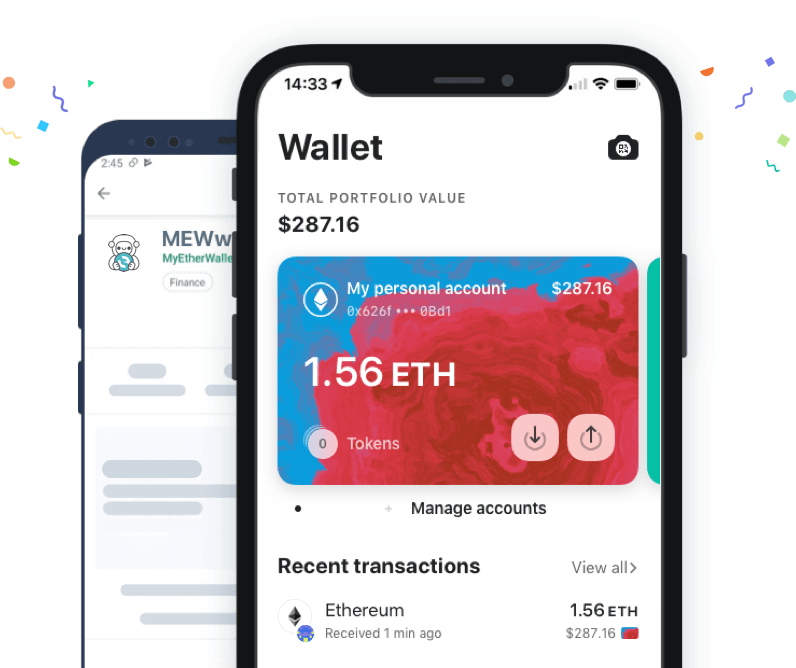 14:33
Wallet
TOTAL PORTFOLIO VALUE
$287.16
My personal account $287.16
0x626f ••• 0Bd1
1.56 ETH
0 Tokens
+ Manage accounts
Recent transactions View all>
Ethereum 1.56 ETH
Received 1 min ago $287.16
2:45
MEWw
MyEtherWalle
Finance